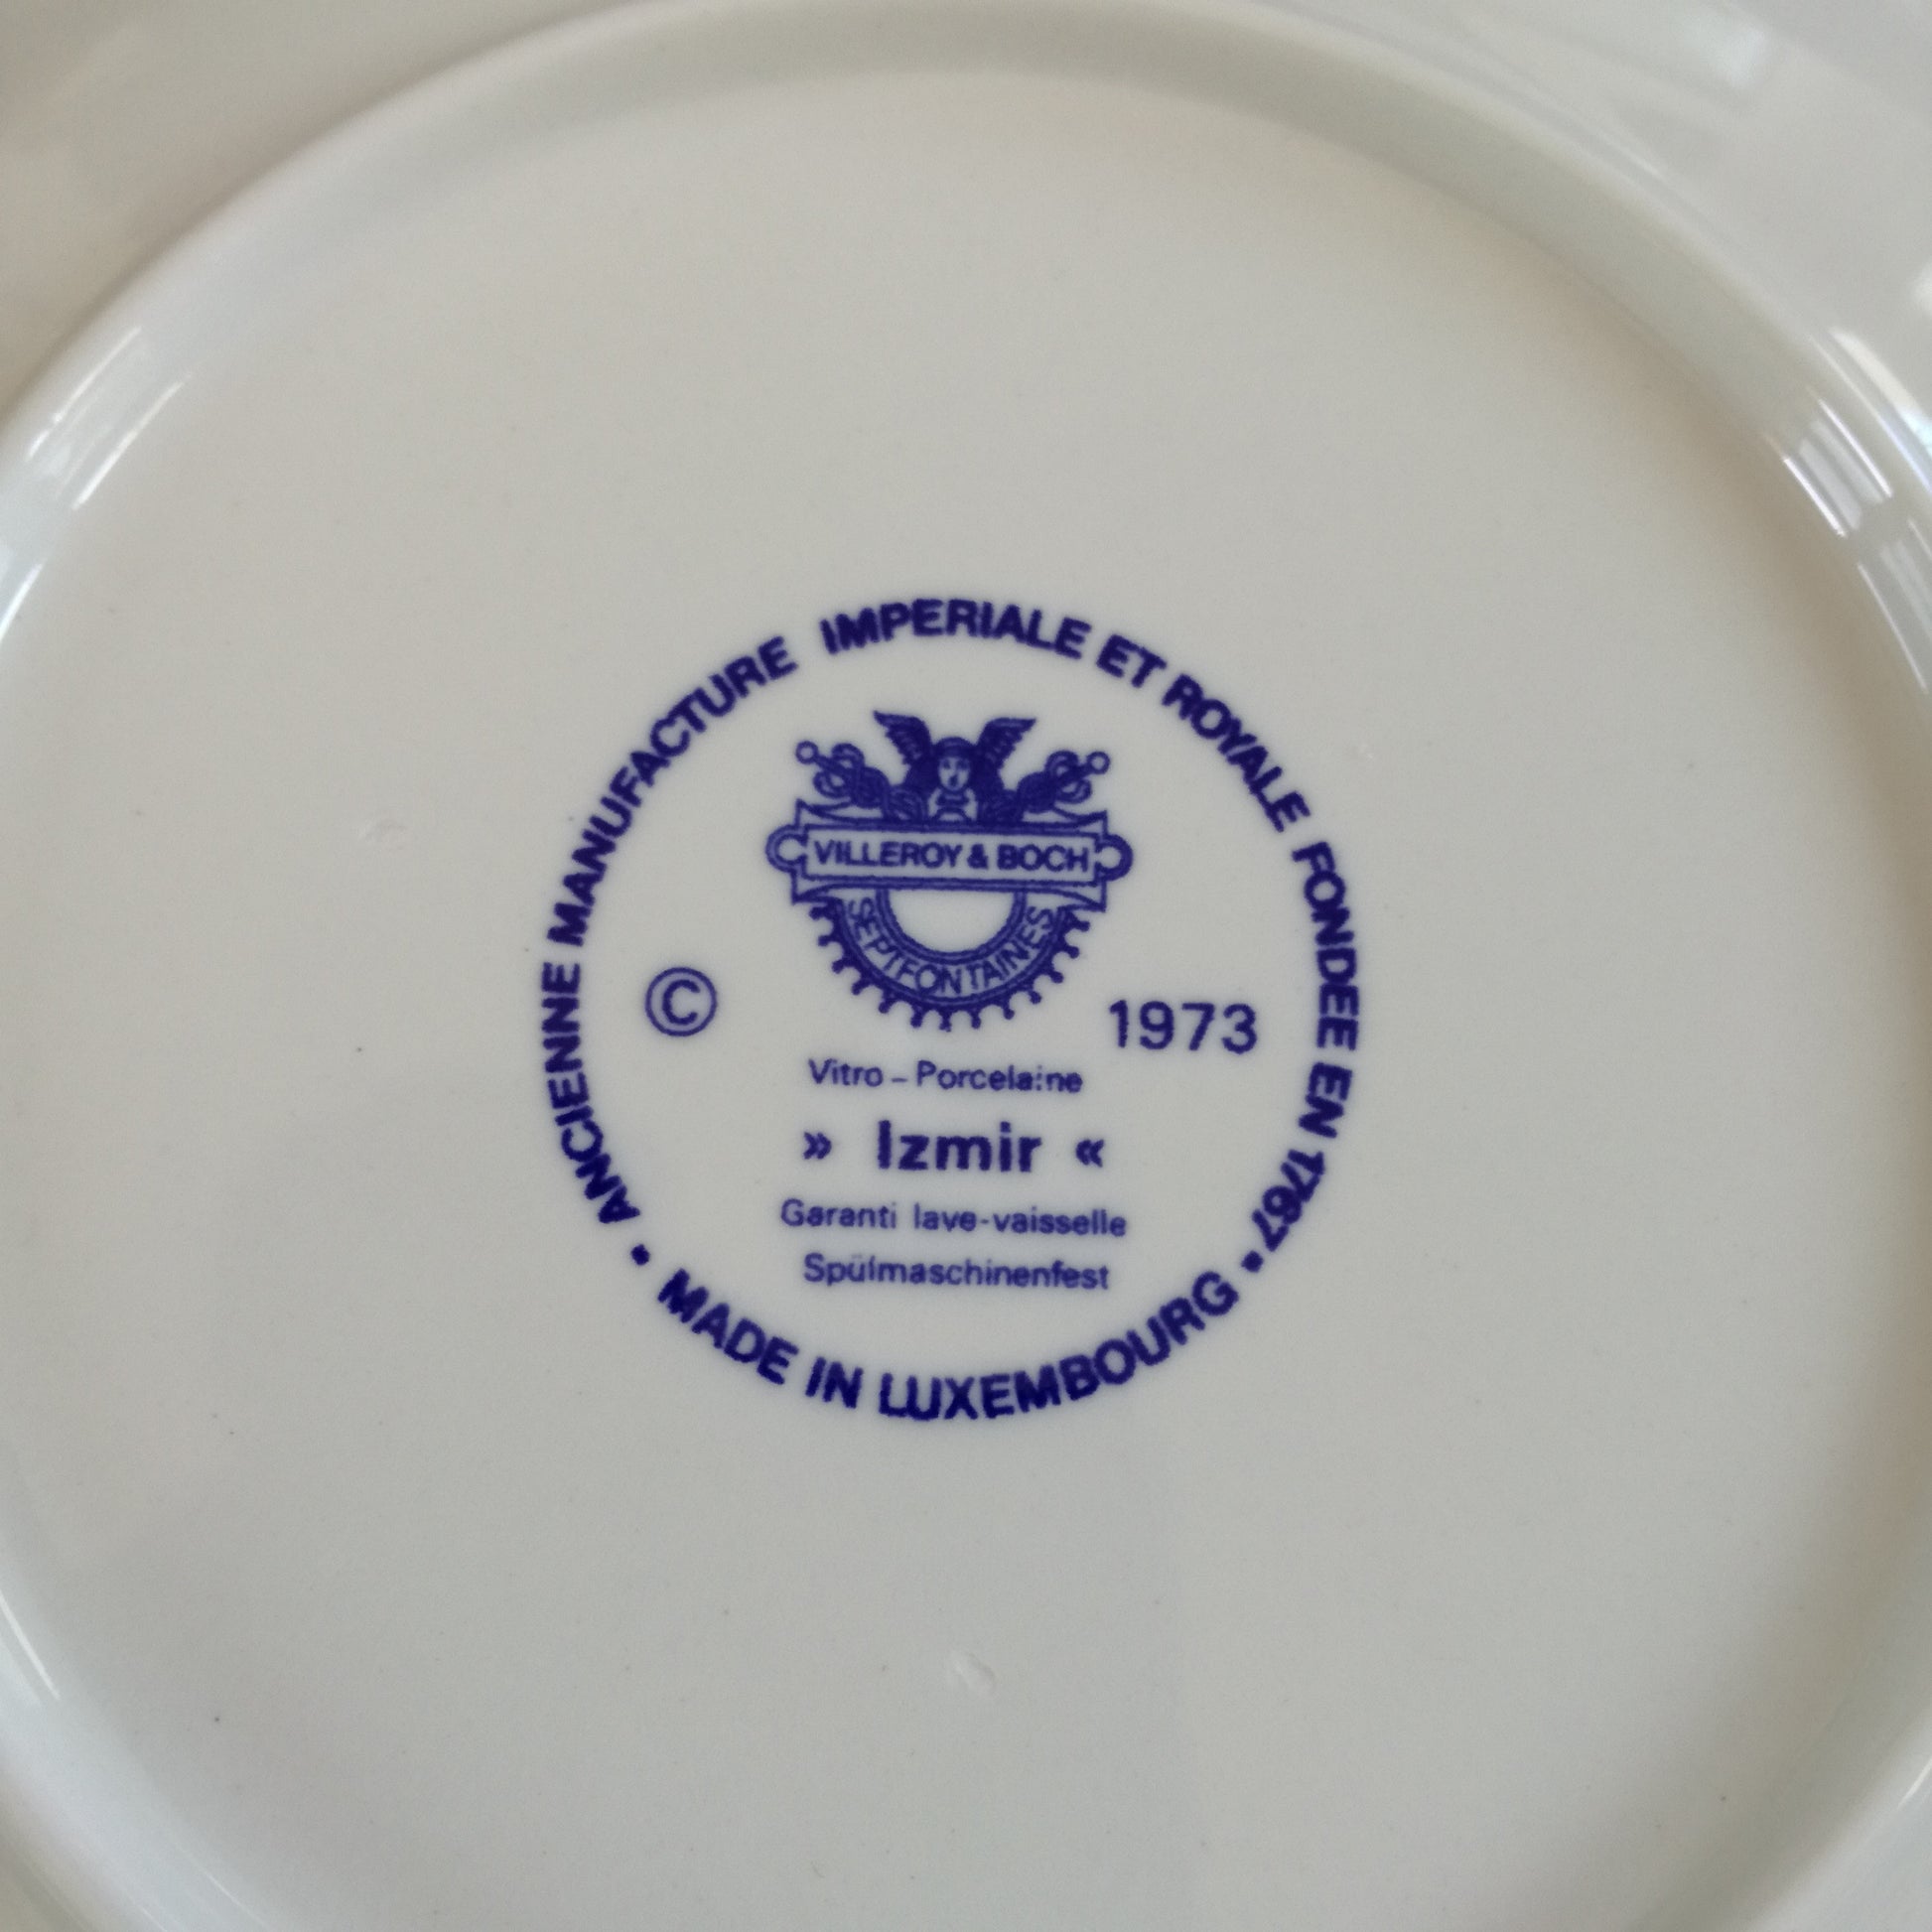 ANCIENNE MANUFACTURE IMPERIALE ET ROYALE FONDEE EN 1767
VILLEROY & BOCH
SEPTFONTAINES
© 1973
Vitro – Porcelaine
» Izmir «
Garanti lave-vaisselle
Spülmaschinenfest
• MADE IN LUXEMBOURG •